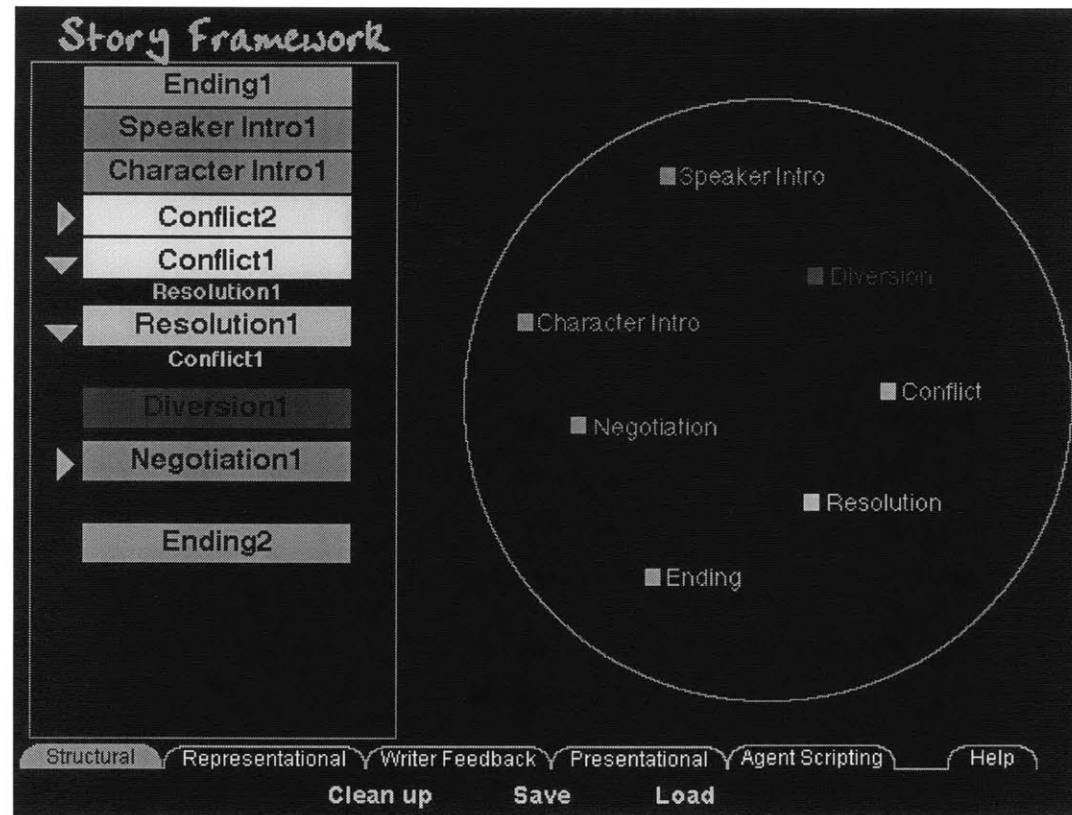 Story Framework
Ending1
Speaker Intro1
Character Intro1
Conflict2
Conflict1
Resolution1
Resolution1
Conflict1
Diversion1
Negotiation1
Ending2
Speaker Intro
Diversion
Character Intro
Conflict
Negotiation
Resolution
Ending
Structural Representational Writer Feedback Presentational Agent Scripting Help
Clean up Save Load